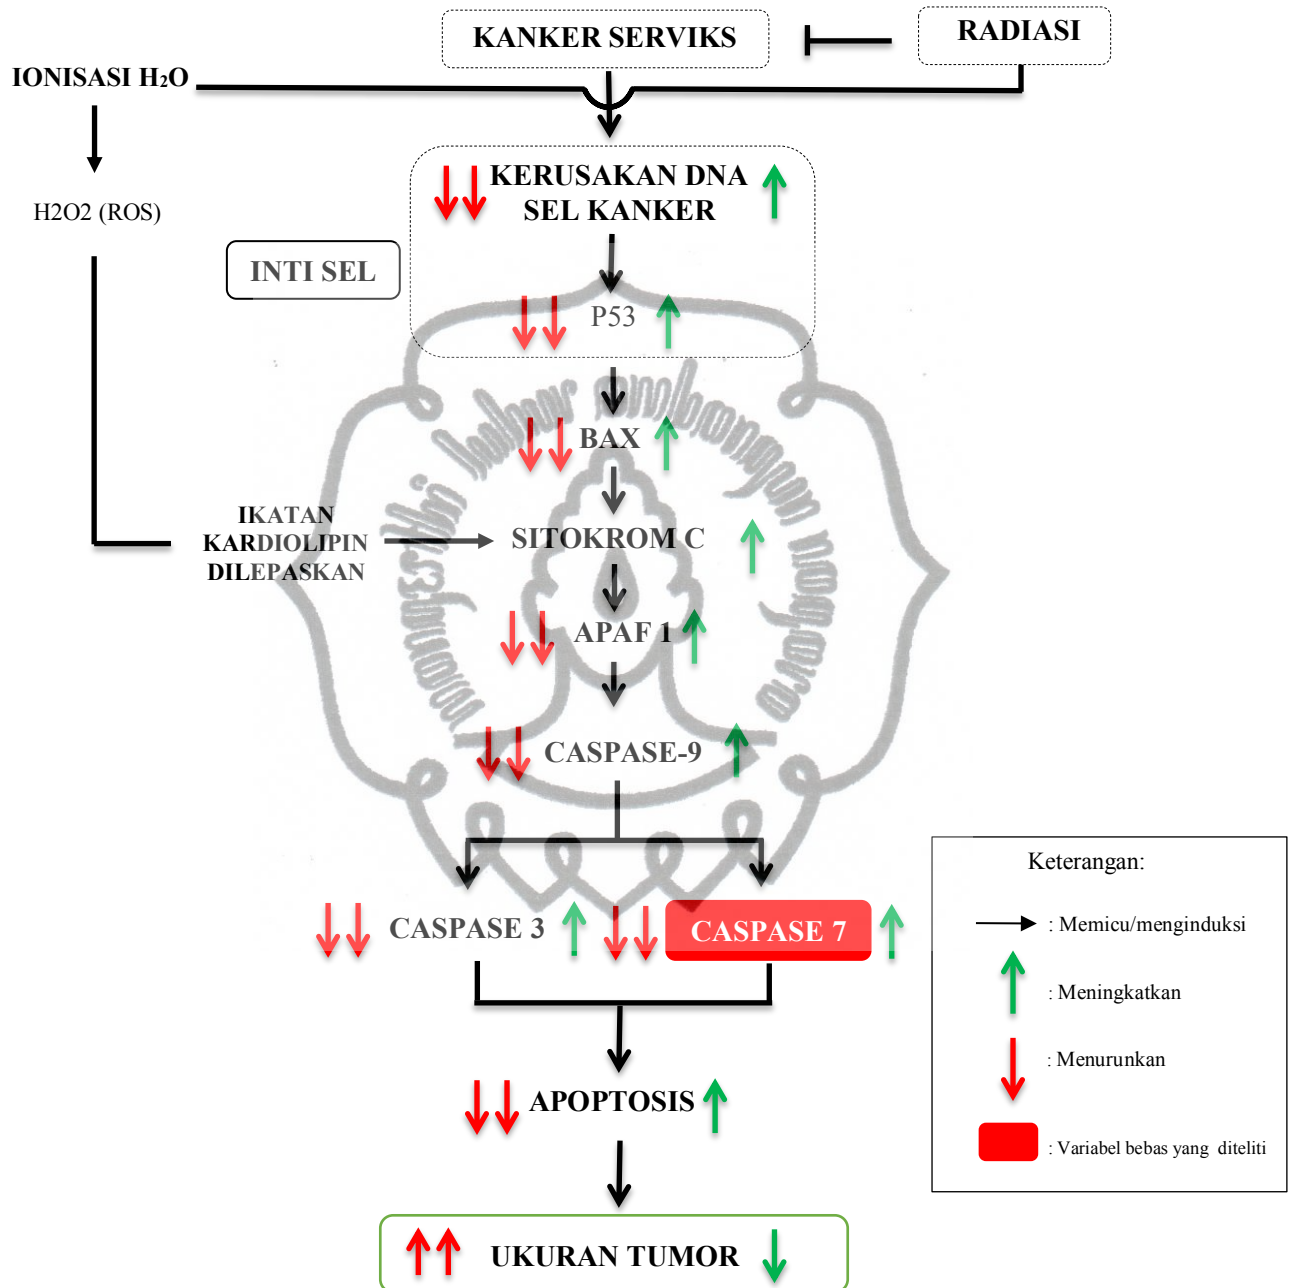 KANKER SERVIKS
RADIASI
IONISASI H₂O
KERUSAKAN DNA
SEL KANKER
H2O2 (ROS)
INTI SEL
P53
BAX
IKATAN
KARDIOLIPIN
DILEPASKAN
SITOKROM C
APAF 1
CASPASE-9
CASPASE 3
CASPASE 7
APOPTOSIS
UKURAN TUMOR
Keterangan:
: Memicu/menginduksi
: Meningkatkan
: Menurunkan
: Variabel bebas yang diteliti